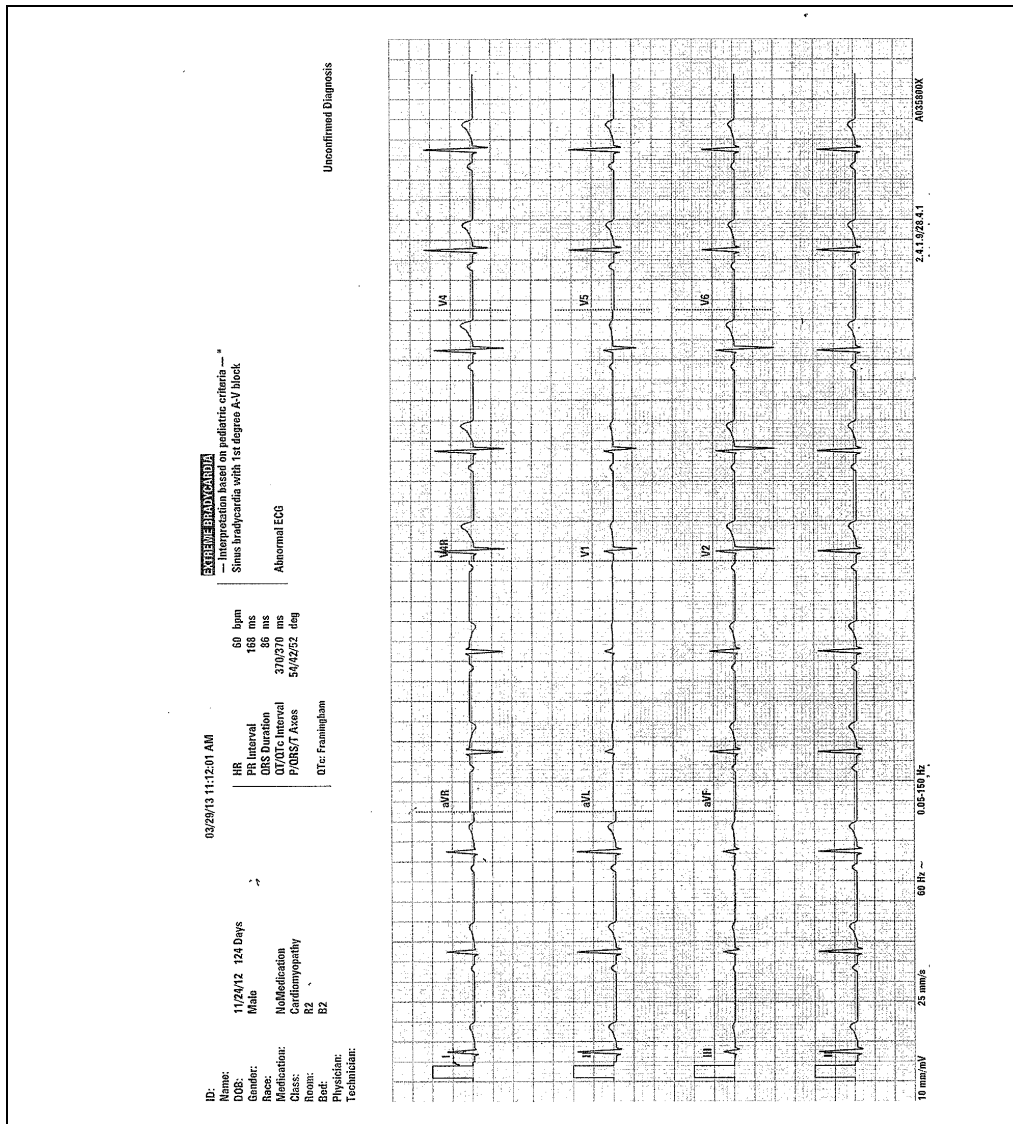 ID:
Name:
DOB: 11/24/12 124 Days
Gender: Male
Race:
Medication: NoMedication
Class: Cardiomyopathy
Room: R2
Bed: B2
Physician:
Technician:
03/29/13 11:12:01 AM
HR 60 bpm
PR Interval 168 ms
QRS Duration 86 ms
QT/QTc Interval 370/370 ms
P/QRS/T Axes 54/42/52 deg
QTc: Framingham
EXTREME BRADYCARDIA
— Interpretation based on pediatric criteria — "
Sinus bradycardia with 1st degree A-V block
Abnormal ECG
Unconfirmed Diagnosis
I aVR V4R V4
II aVL V1 V5
III aVF V2 V6
II
10 mm/mV 25 mm/s 60 Hz ~ 0.05-150 Hz 2.4.1.9/28.4.1 A035800X